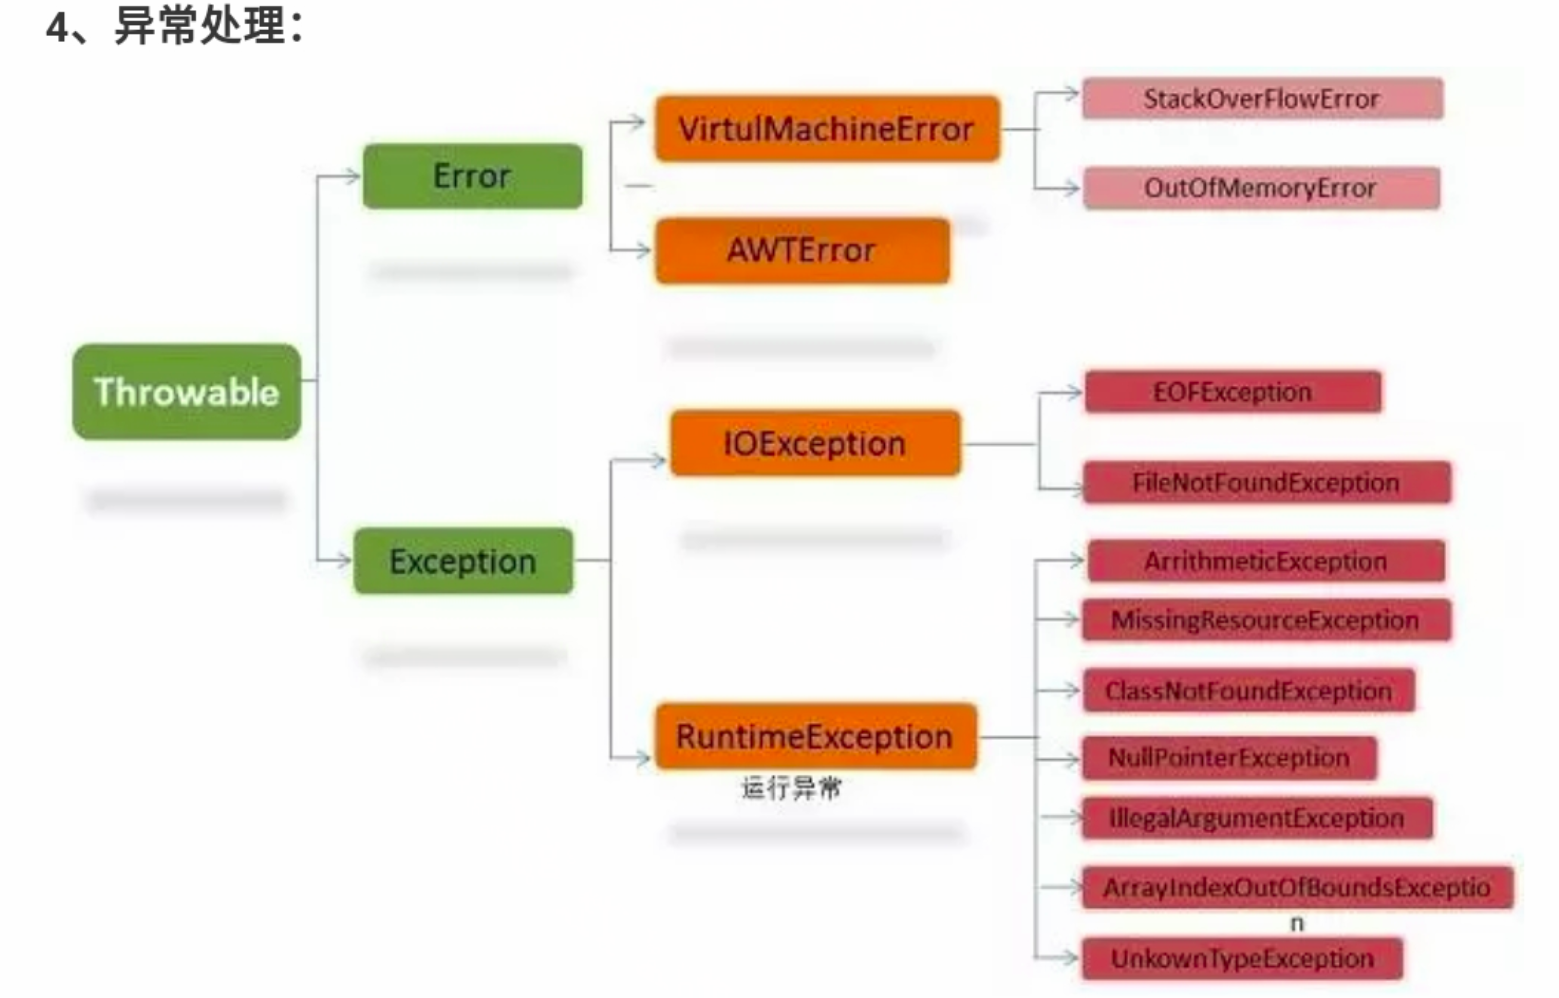 4、异常处理：
Throwable
Error
VirtulMachineError
StackOverFlowError
OutOfMemoryError
AWTError
Exception
IOException
EOFException
FileNotFoundException
RuntimeException
运行异常
ArrithmeticException
MissingResourceException
ClassNotFoundException
NullPointerException
IllegalArgumentException
ArrayIndexOutOfBoundsExceptio
n
UnkownTypeException